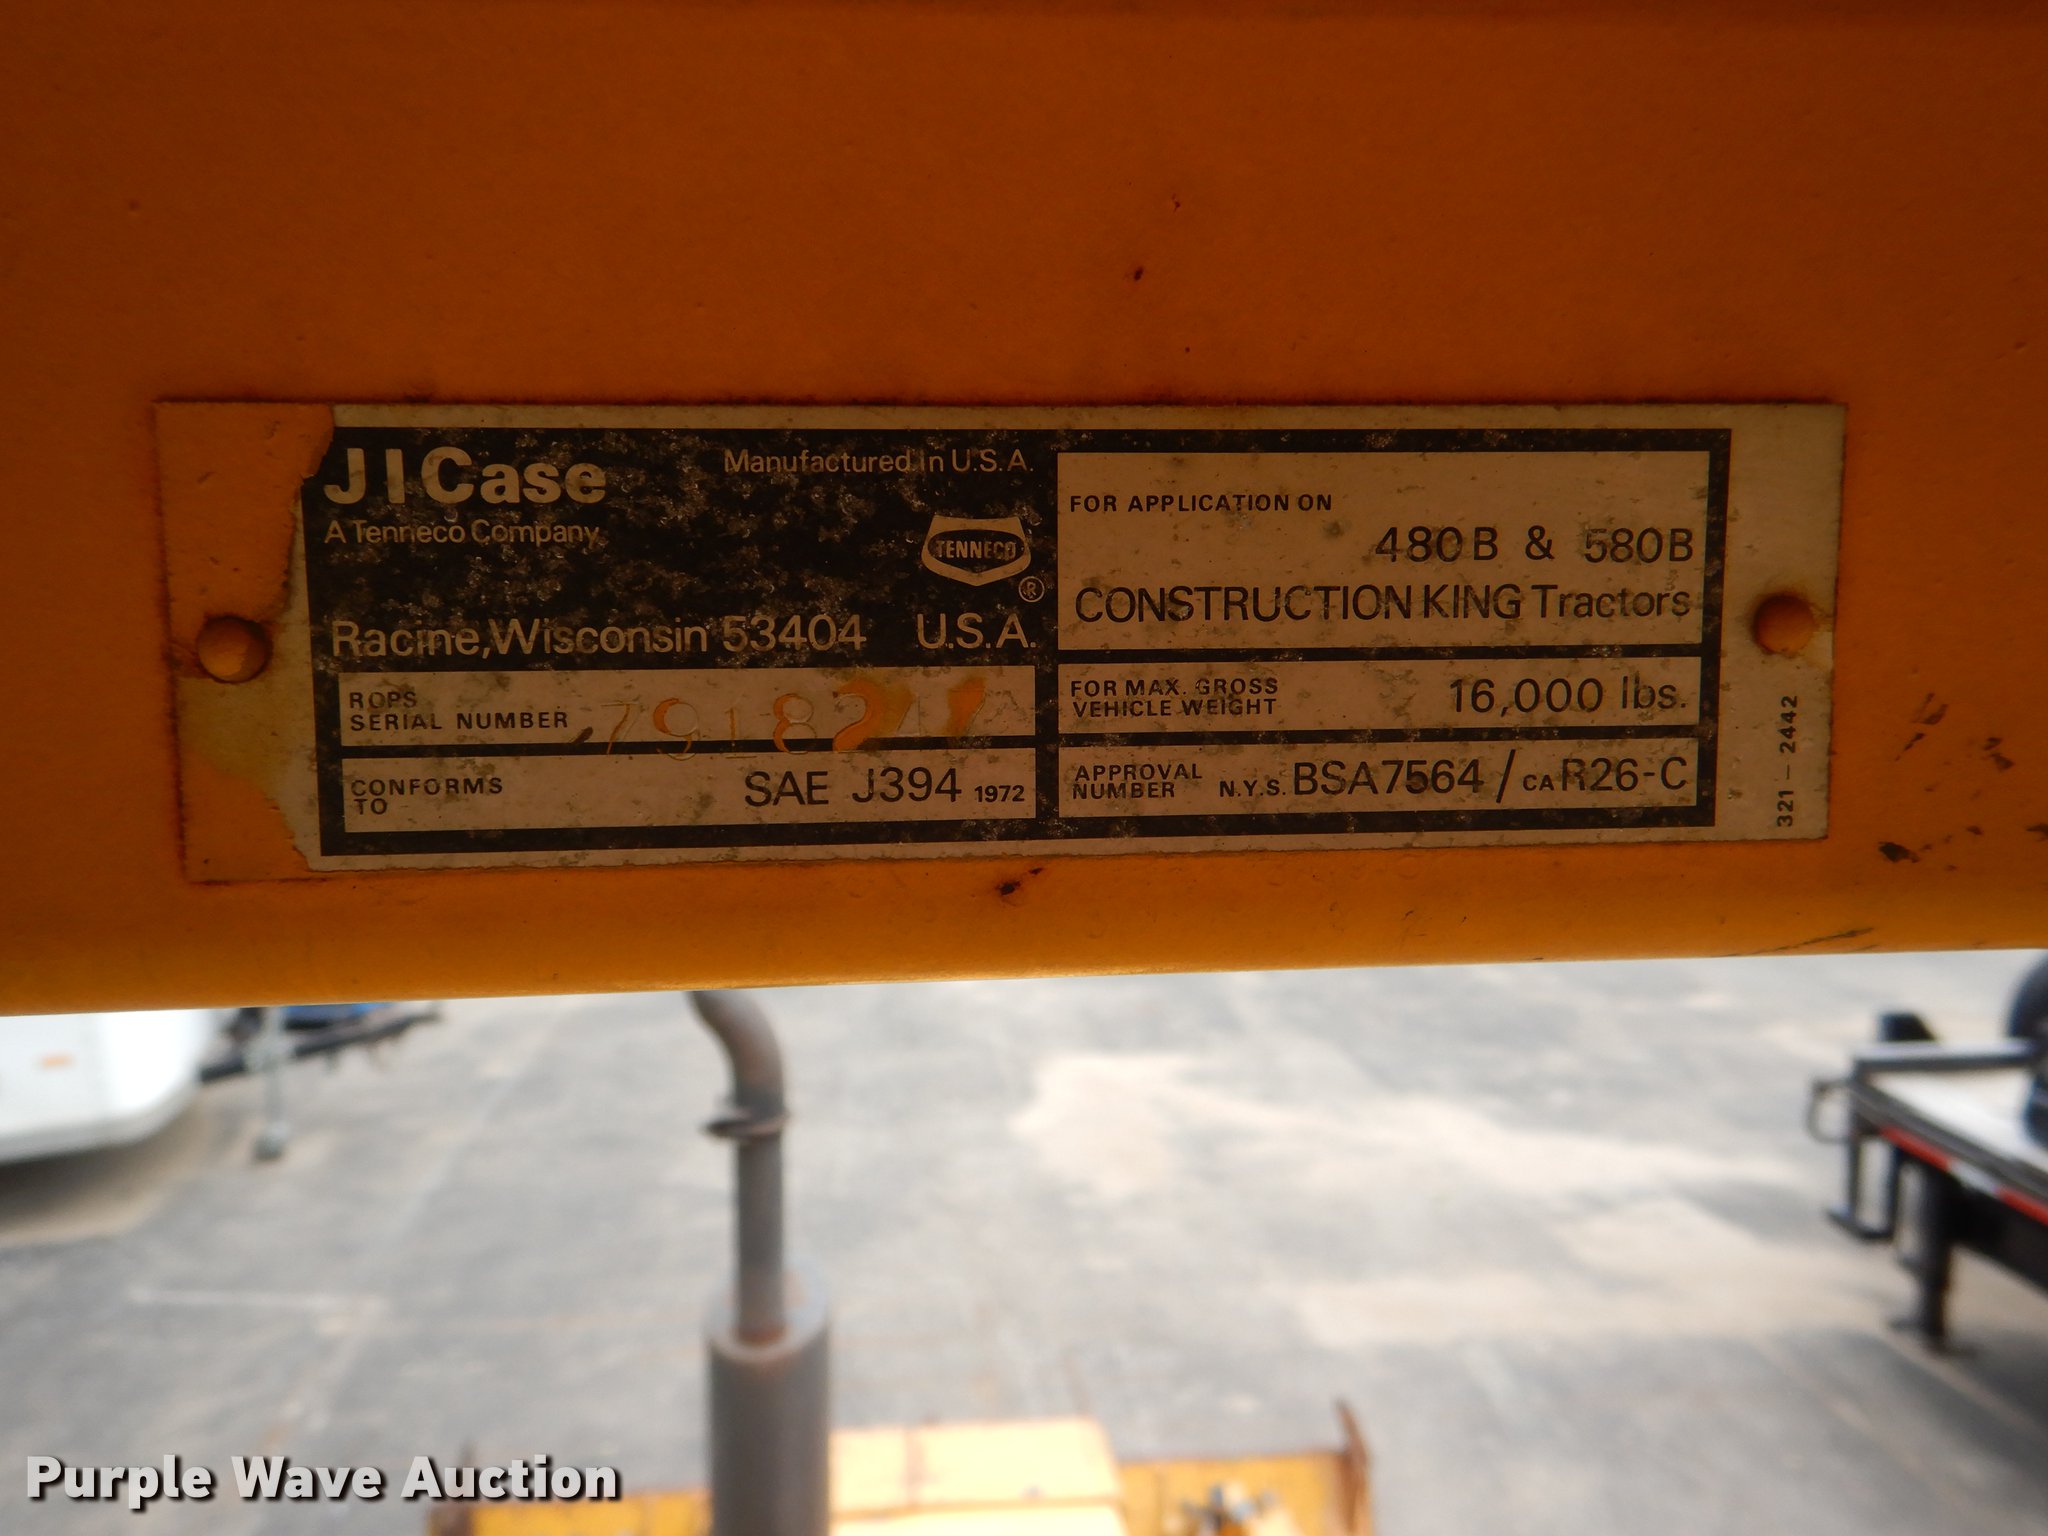 J I Case
Manufactured in U.S.A.
A Tenneco Company
TENNECO
®
Racine, Wisconsin 53404 U.S.A.
ROPS
SERIAL NUMBER
CONFORMS
TO
SAE J394 1972
FOR APPLICATION ON
480B & 580B
CONSTRUCTION KING Tractors
FOR MAX. GROSS
VEHICLE WEIGHT
16,000 lbs.
APPROVAL
NUMBER
N.Y.S. BSA7564 / CA R26-C
321-2442
Purple Wave Auction